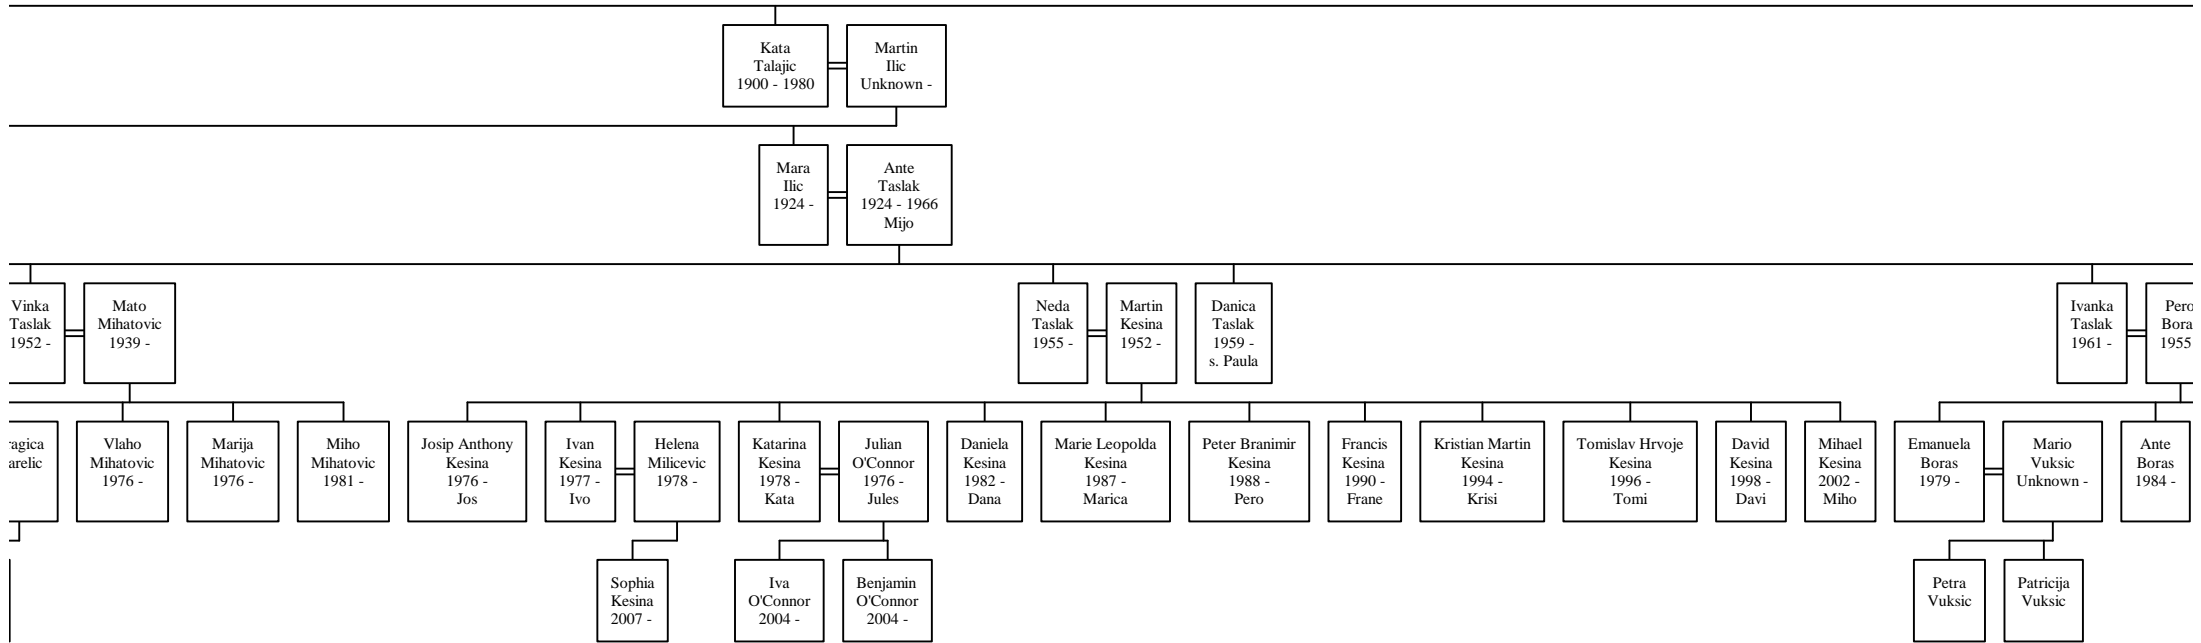 Kata
Talajic
1900 - 1980
Martin
Ilic
Unknown -
Mara
Ilic
1924 -
Ante
Taslak
1924 - 1966
Mijo
Vinka
Taslak
1952 -
Mato
Mihatovic
1939 -
Neda
Taslak
1955 -
Martin
Kesina
1952 -
Danica
Taslak
1959 -
s. Paula
Ivanka
Taslak
1961 -
Pero
Bora
1955
ragica
arelic
Vlaho
Mihatovic
1976 -
Marija
Mihatovic
1976 -
Miho
Mihatovic
1981 -
Josip Anthony
Kesina
1976 -
Jos
Ivan
Kesina
1977 -
Ivo
Helena
Milicevic
1978 -
Katarina
Kesina
1978 -
Kata
Julian
O'Connor
1976 -
Jules
Daniela
Kesina
1982 -
Dana
Marie Leopolda
Kesina
1987 -
Marica
Peter Branimir
Kesina
1988 -
Pero
Francis
Kesina
1990 -
Frane
Kristian Martin
Kesina
1994 -
Krisi
Tomislav Hrvoje
Kesina
1996 -
Tomi
David
Kesina
1998 -
Davi
Mihael
Kesina
2002 -
Miho
Emanuela
Boras
1979 -
Mario
Vuksic
Unknown -
Ante
Boras
1984 -
Sophia
Kesina
2007 -
Iva
O'Connor
2004 -
Benjamin
O'Connor
2004 -
Petra
Vuksic
Patricija
Vuksic